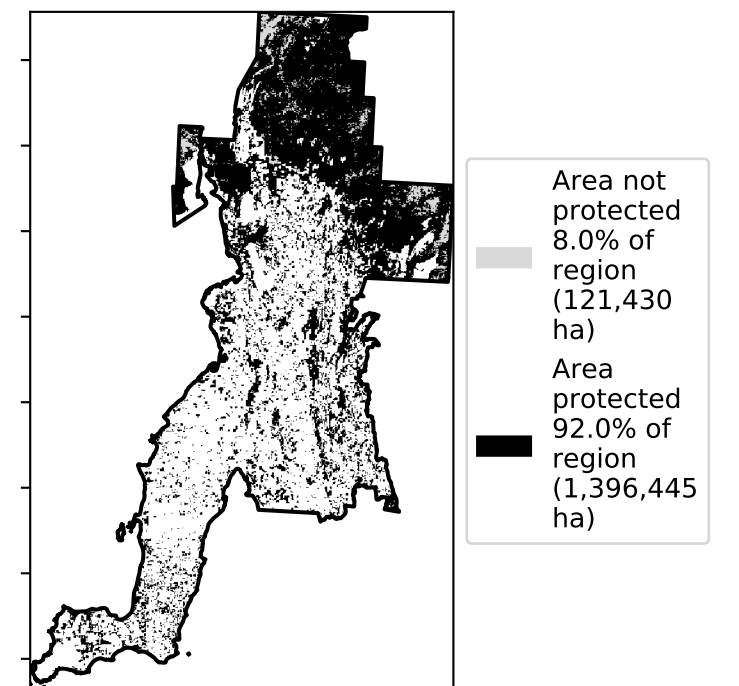 Area not
protected
8.0% of
region
(121,430
ha)
Area
protected
92.0% of
region
(1,396,445
ha)